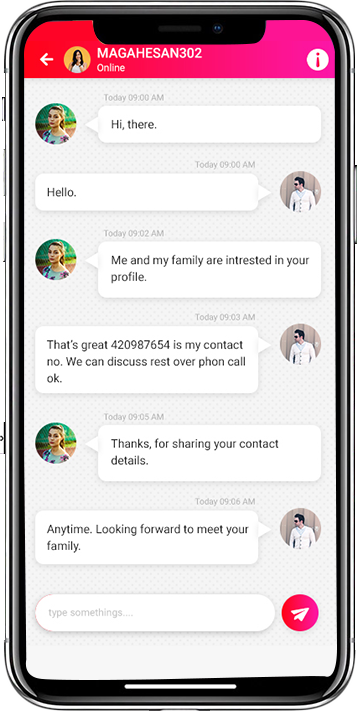 MAGAHESAN302
Online
Today 09:00 AM
Hi, there.
Today 09:00 AM
Hello.
Today 09:02 AM
Me and my family are intrested in your
profile.
Today 09:03 AM
That's great 420987654 is my contact
no. We can discuss rest over phon call
ok.
Today 09:05 AM
Thanks, for sharing your contact
details.
Today 09:06 AM
Anytime. Looking forward to meet your
family.
type somethings....